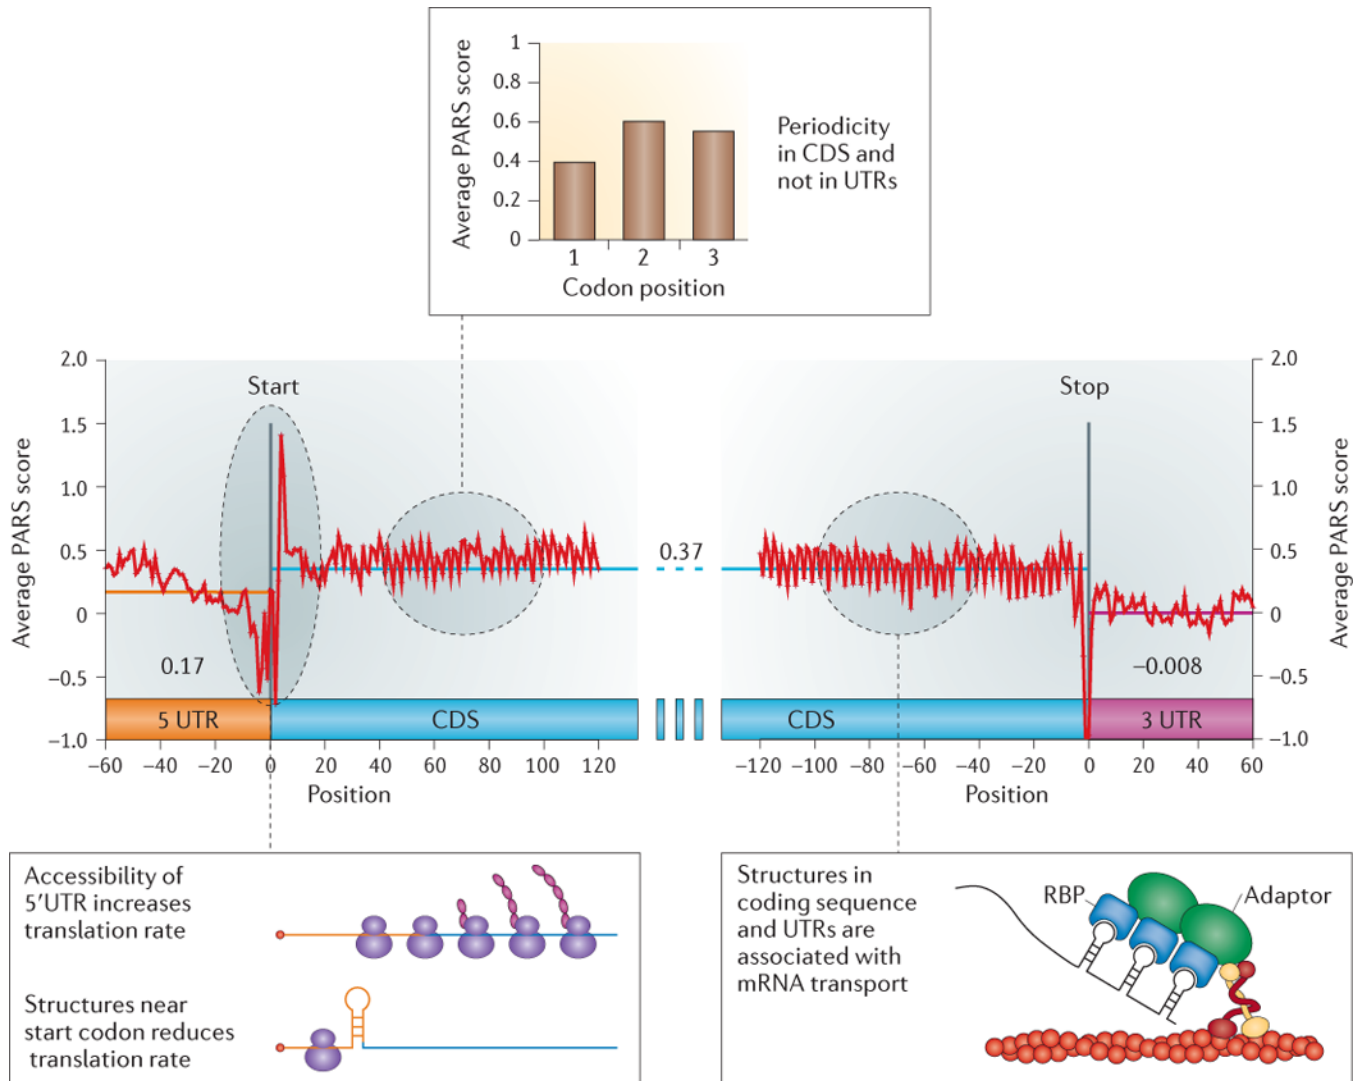 Average PARS score
1
0.8
0.6
0.4
0.2
0
1 2 3
Codon position
Periodicity
in CDS and
not in UTRs
Average PARS score
2.0
1.5
1.0
0.5
0
−0.5
−1.0
Start
0.17
5 UTR
CDS
−60 −40 −20 0 20 40 60 80 100 120
Position
0.37
Stop
−0.008
CDS
3 UTR
−120 −100 −80 −60 −40 −20 0 20 40 60
Position
2.0
1.5
1.0
0.5
0
−0.5
−1.0
Average PARS score
Accessibility of
5′UTR increases
translation rate
Structures near
start codon reduces
translation rate
Structures in
coding sequence
and UTRs are
associated with
mRNA transport
RBP
Adaptor